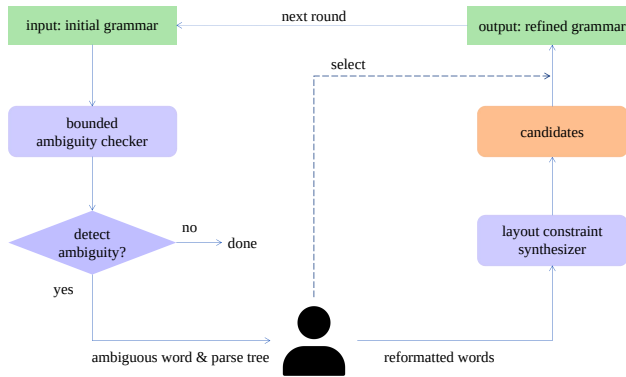 next round
input: initial grammar
output: refined grammar
select
bounded
ambiguity checker
candidates
detect
ambiguity?
no
done
layout constraint
synthesizer
yes
ambiguous word & parse tree
reformatted words